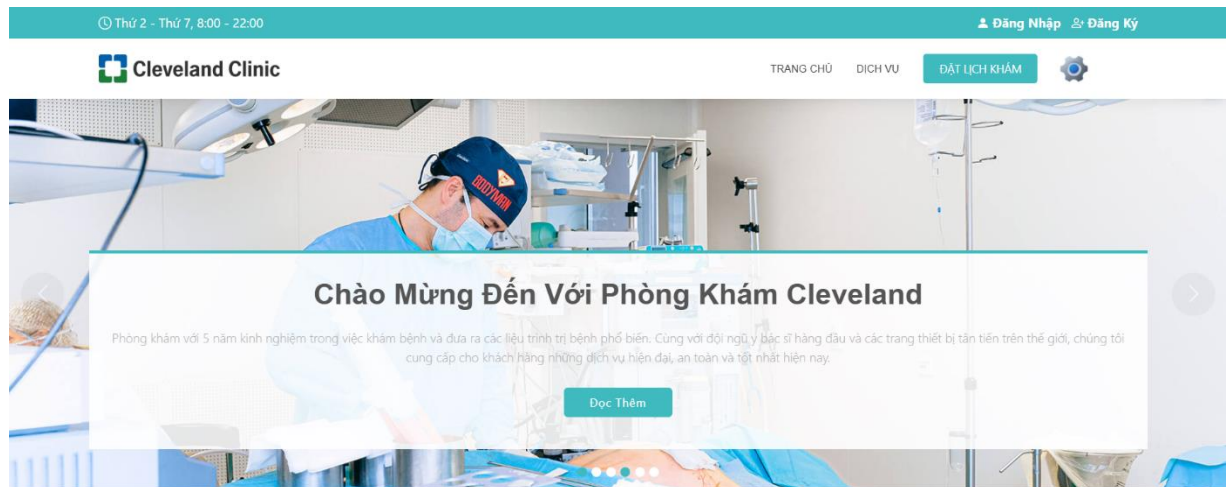 Thứ 2 - Thứ 7, 8:00 - 22:00
Đăng Nhập Đăng Ký
Cleveland Clinic
TRANG CHỦ DỊCH VỤ ĐẶT LỊCH KHÁM
BODYMAN
Chào Mừng Đến Với Phòng Khám Cleveland
Phòng khám với 5 năm kinh nghiệm trong việc khám bệnh và đưa ra các liệu trình trị bệnh phổ biến. Cùng với đội ngũ y bác sĩ hàng đầu và các trang thiết bị tân tiến trên thế giới, chúng tôi
cung cấp cho khách hàng những dịch vụ hiện đại, an toàn và tốt nhất hiện nay.
Đọc Thêm